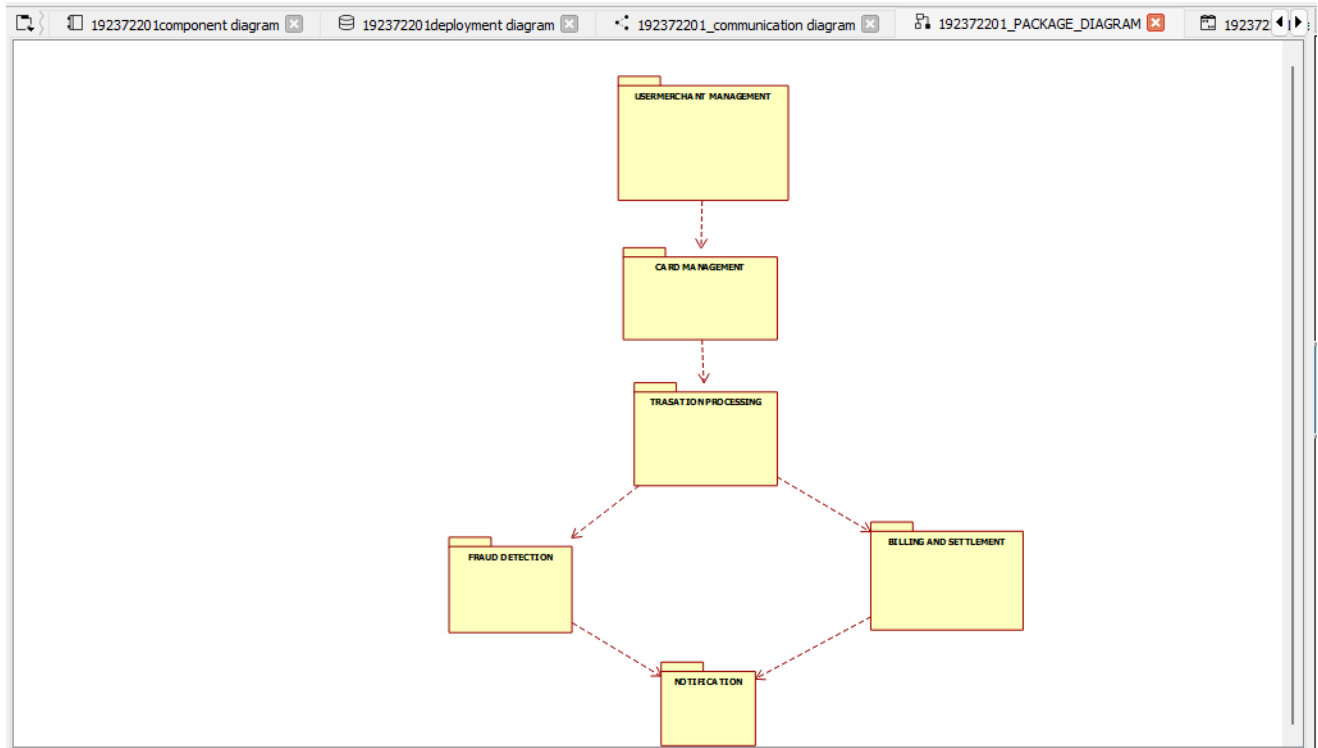 192372201component diagram
192372201deployment diagram
192372201_communication diagram
192372201_PACKAGE_DIAGRAM
USERMERCHANT MANAGEMENT
CARD MANAGEMENT
TRASATION PROCESSING
FRAUD DETECTION
BILLING AND SETTLEMENT
NOTIFICATION